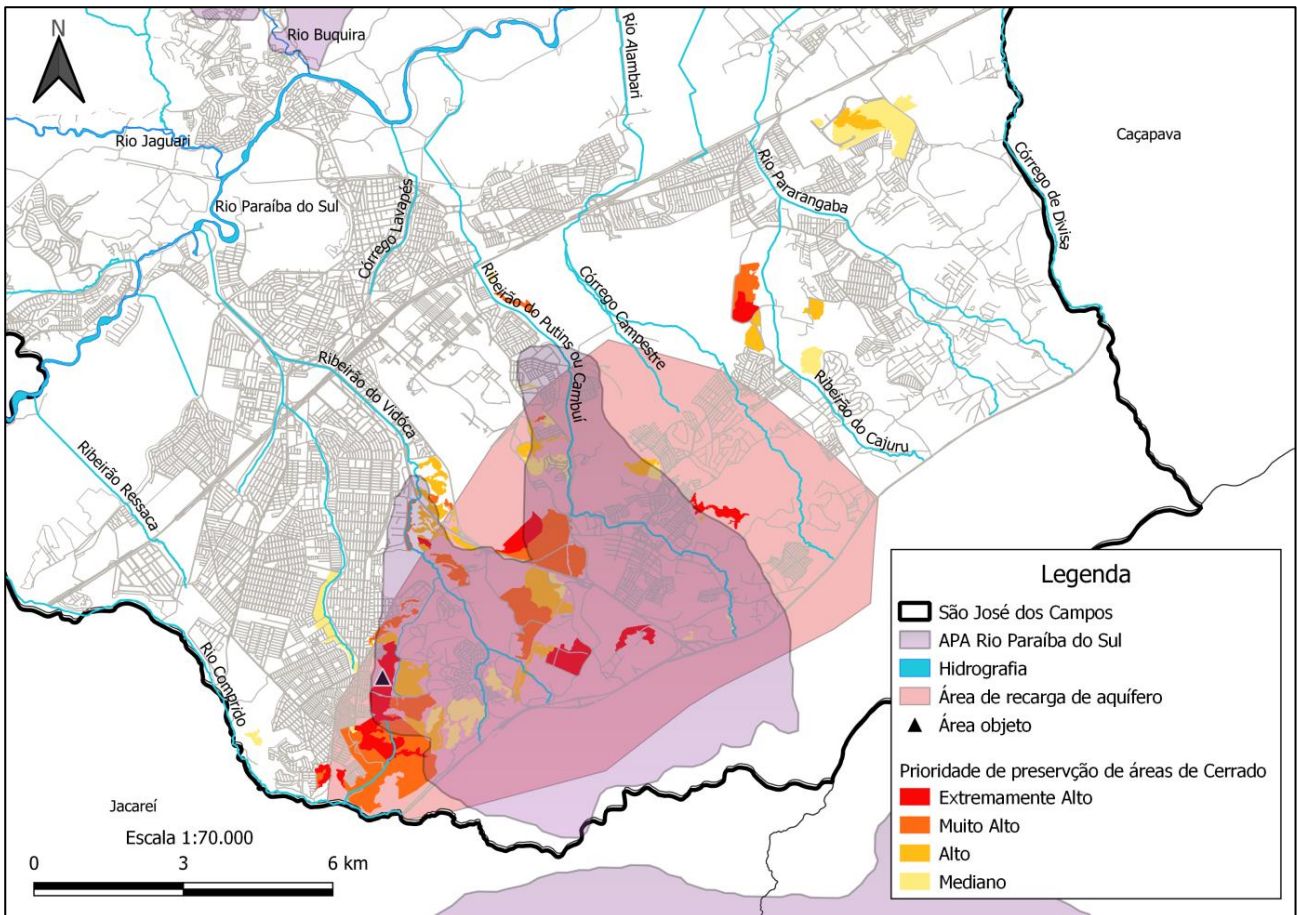 N
Rio Buquira
Rio Alambari
Rio Jaguari
Caçapava
Rio Pararangaba
Córrego de Divisa
Rio Paraíba do Sul
Córrego Lavapés
Ribeirão do Putins ou Cambuí
Córrego Campestre
Ribeirão do Vidóca
Ribeirão do Cajuru
Ribeirão Ressaca
Rio Comprido
Jacareí
Escala 1:70.000
0 3 6 km
Legenda
São José dos Campos
APA Rio Paraíba do Sul
Hidrografia
Área de recarga de aquífero
Área objeto
Prioridade de preservção de áreas de Cerrado
Extremamente Alto
Muito Alto
Alto
Mediano